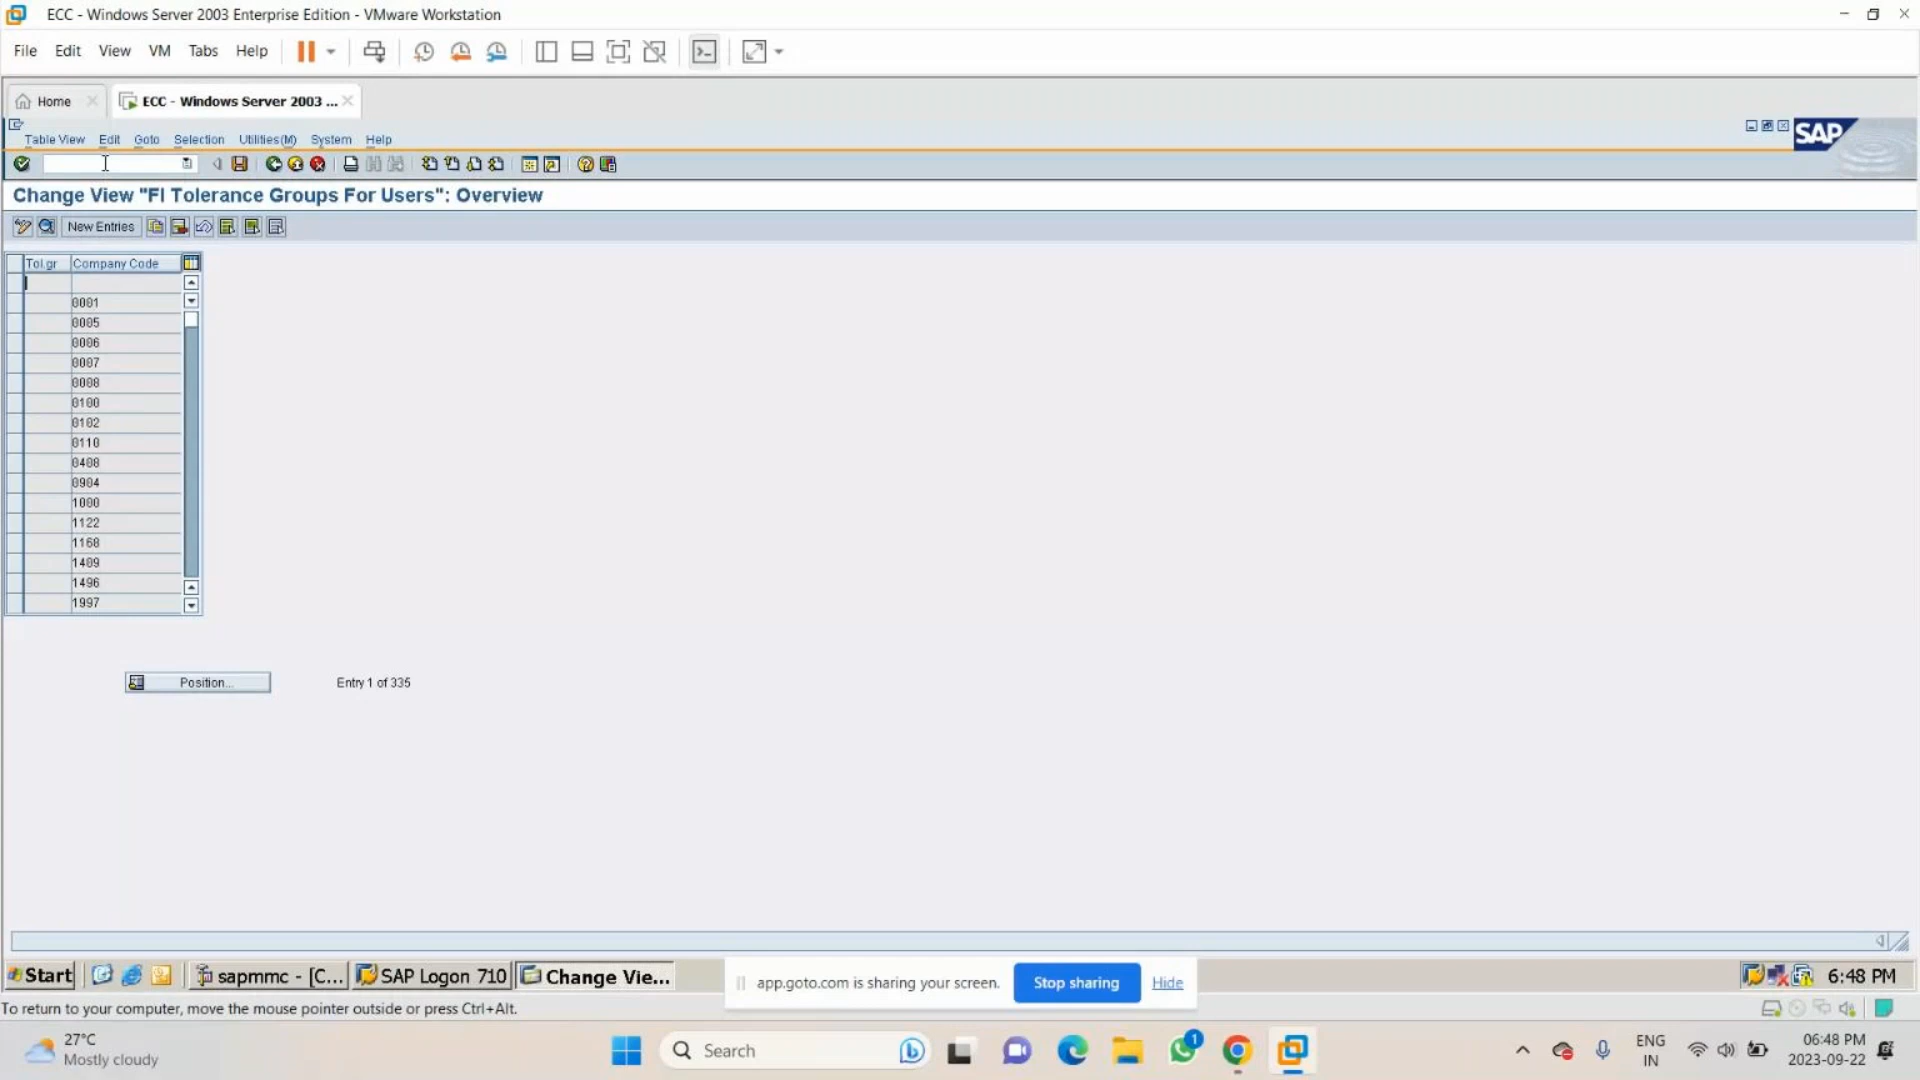 ECC - Windows Server 2003 Enterprise Edition - VMware Workstation
File Edit View VM Tabs Help
Home
ECC - Windows Server 2003 ...
Table View Edit Goto Selection Utilities(M) System Help
SAP
Change View "FI Tolerance Groups For Users": Overview
New Entries
Tol.gr Company Code
0001
0005
0006
0007
0008
0100
0102
0110
0408
0904
1000
1122
1168
1409
1496
1997
Position...
Entry 1 of 335
Start
sapmmc - [C...
SAP Logon 710
Change Vie...
app.goto.com is sharing your screen.
Stop sharing
Hide
6:48 PM
To return to your computer, move the mouse pointer outside or press Ctrl+Alt.
27°C
Mostly cloudy
Search
1
ENG
IN
06:48 PM
2023-09-22